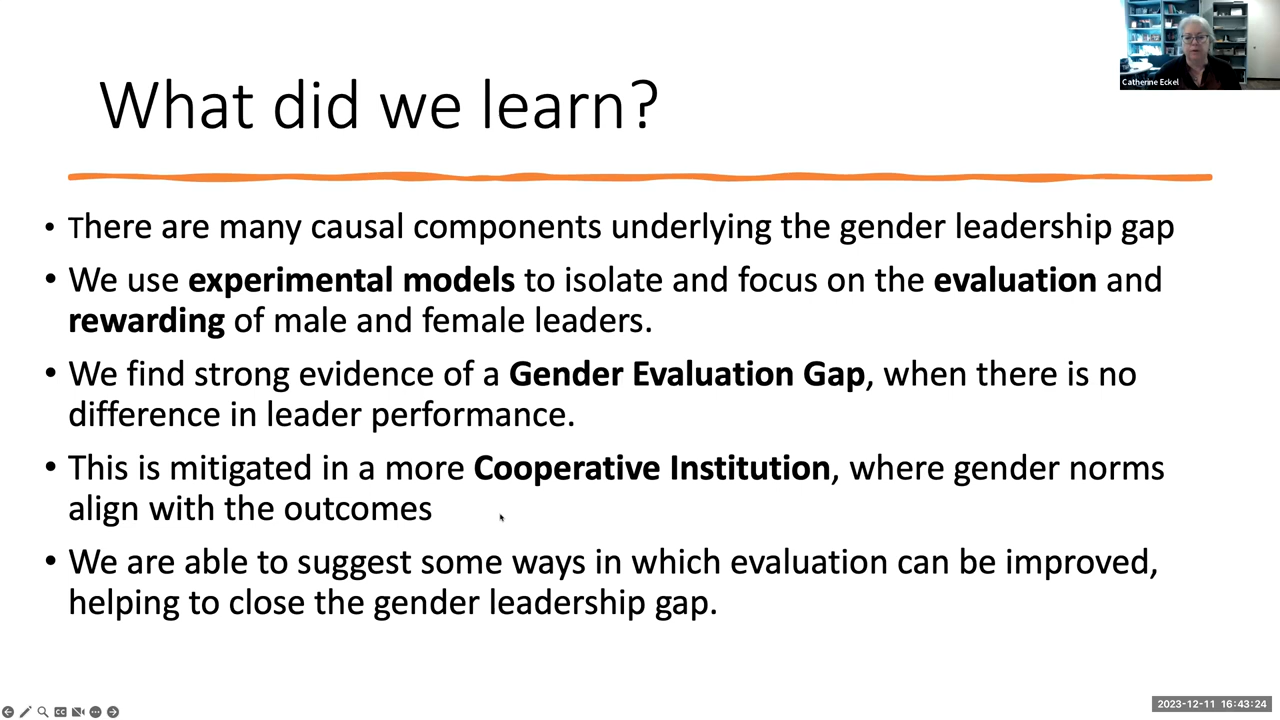 Catherine Eckel
What did we learn?
• There are many causal components underlying the gender leadership gap
• We use experimental models to isolate and focus on the evaluation and
rewarding of male and female leaders.
• We find strong evidence of a Gender Evaluation Gap, when there is no
difference in leader performance.
• This is mitigated in a more Cooperative Institution, where gender norms
align with the outcomes
• We are able to suggest some ways in which evaluation can be improved,
helping to close the gender leadership gap.
CC
2023-12-11 16:43:24